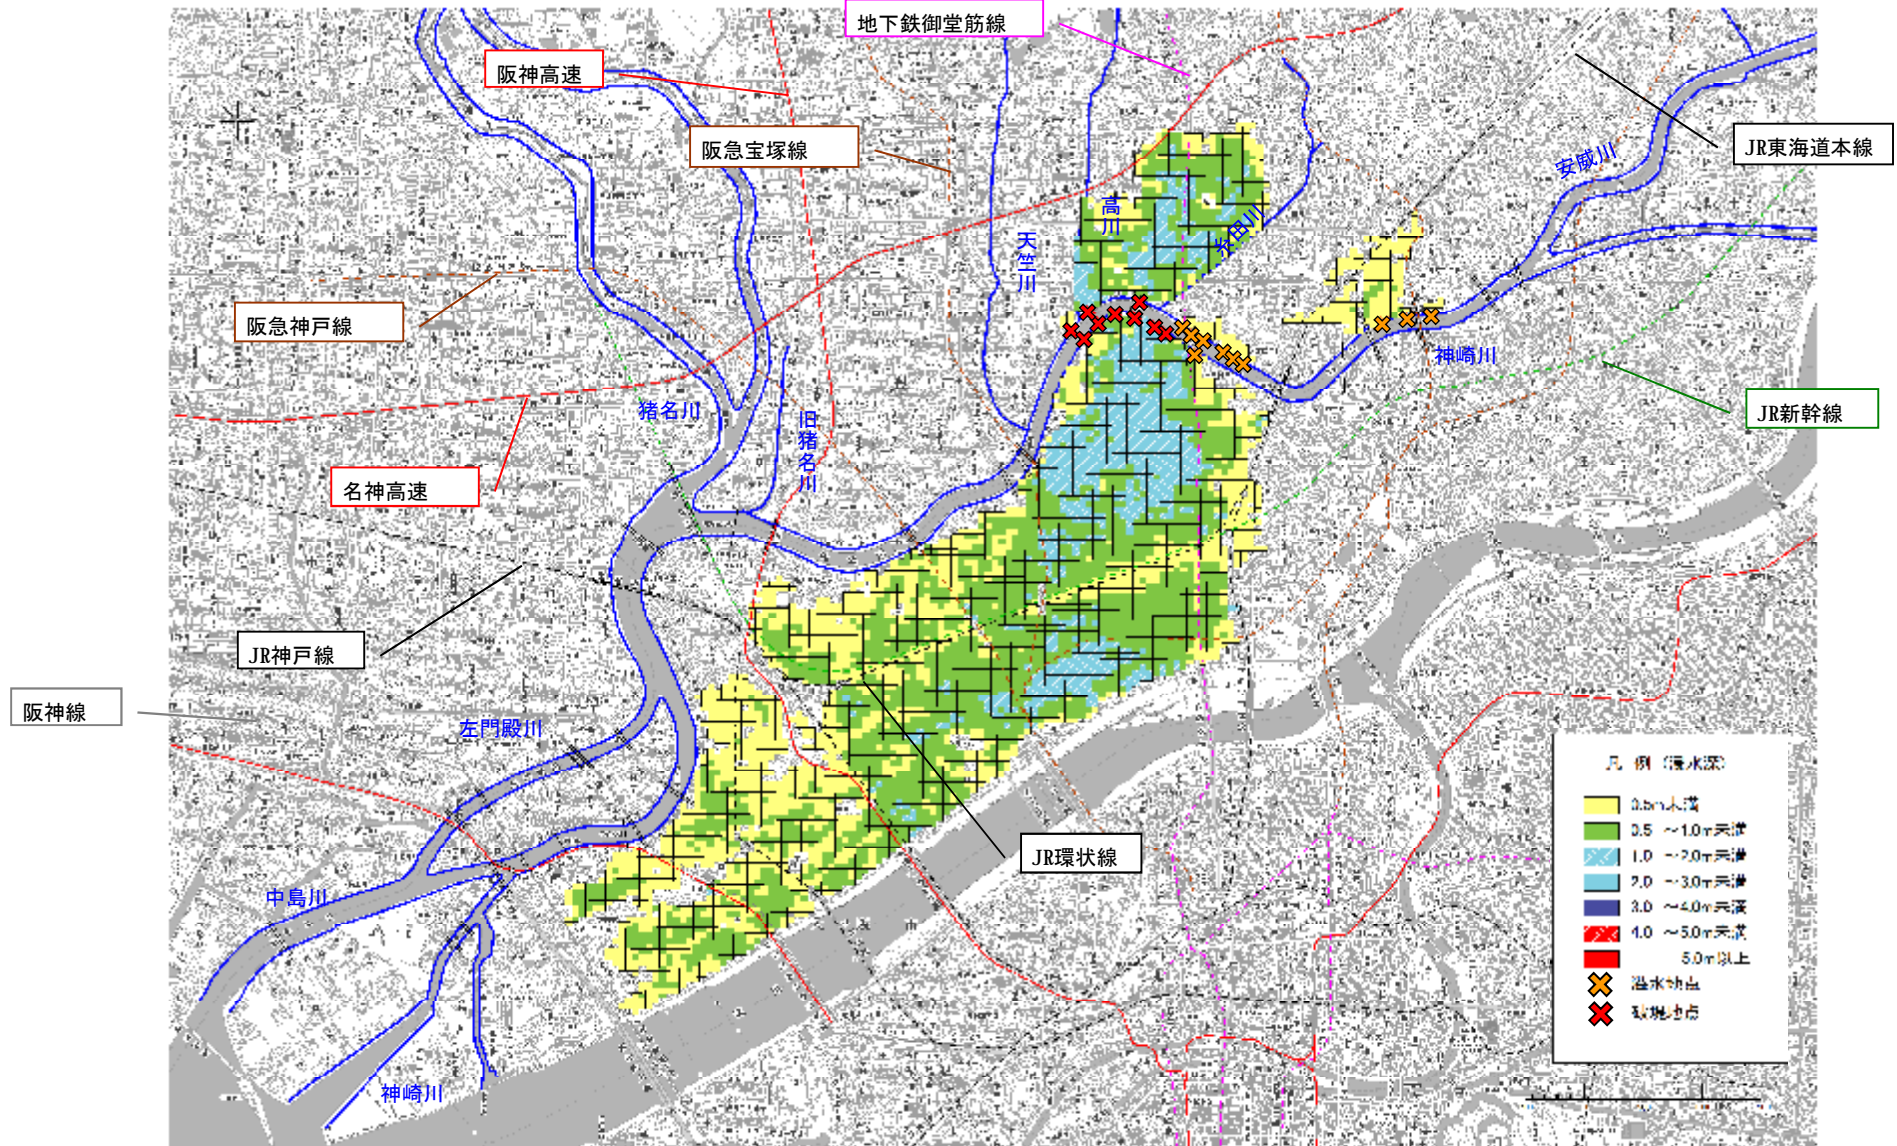 地下鉄御堂筋線
阪神高速
阪急宝塚線
JR東海道本線
安威川
高川
糸田川
天竺川
阪急神戸線
神崎川
JR新幹線
猪名川
旧猪名川
名神高速
JR神戸線
阪神線
左門殿川
JR環状線
中島川
神崎川
凡 例 (浸水深)
0.5m未満
0.5 ～1.0m未満
1.0 ～2.0m未満
2.0 ～3.0m未満
3.0 ～4.0m未満
4.0 ～5.0m未満
5.0m以上
溢水地点
破堤地点